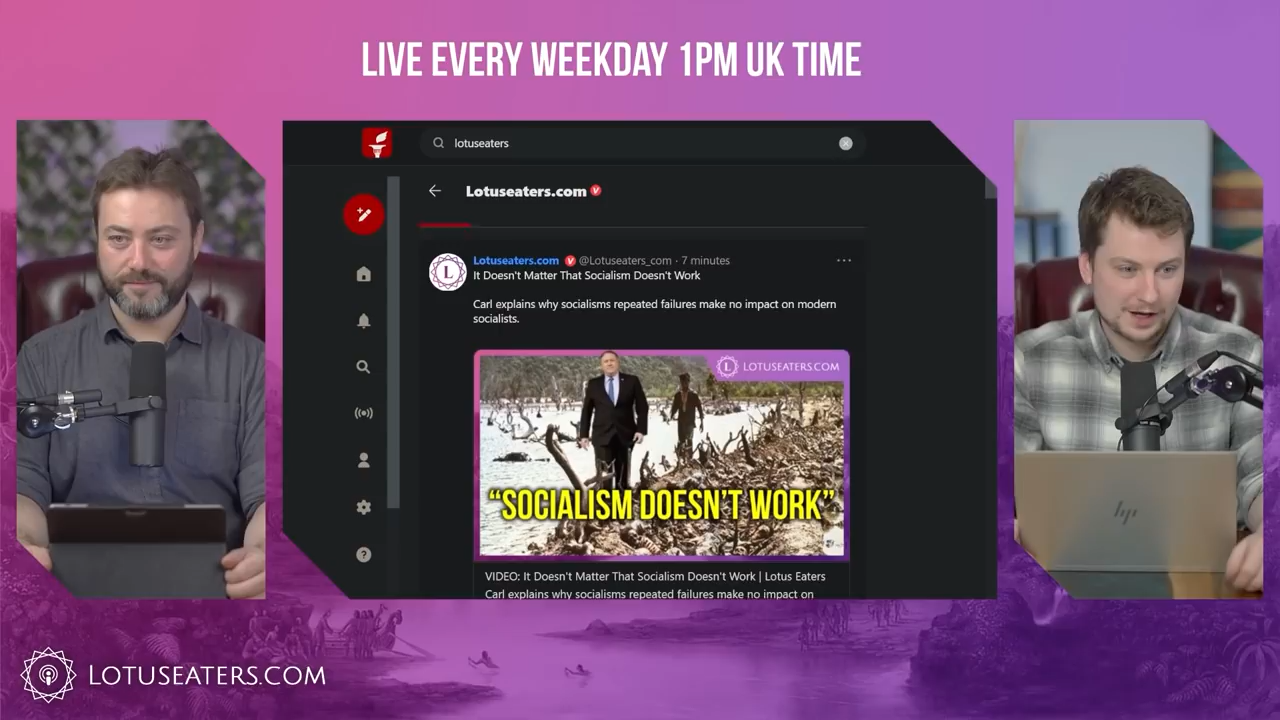 LIVE EVERY WEEKDAY 1PM UK TIME
lotuseaters
Lotuseaters.com
L
Lotuseaters.com @Lotuseaters_com · 7 minutes
It Doesn't Matter That Socialism Doesn't Work
Carl explains why socialisms repeated failures make no impact on modern
socialists.
L LOTUSEATERS.COM
“SOCIALISM DOESN'T WORK”
VIDEO: It Doesn't Matter That Socialism Doesn't Work | Lotus Eaters
Carl explains why socialisms repeated failures make no impact on
hp
LOTUSEATERS.COM